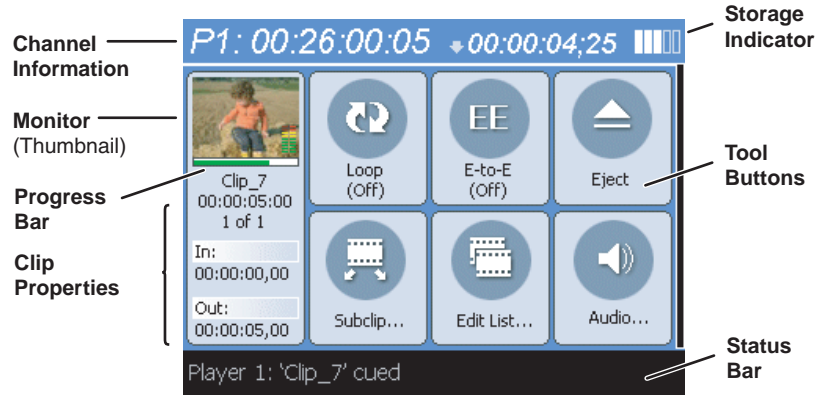 Channel
Information
Monitor
(Thumbnail)
Progress
Bar
Clip
Properties
P1: 00:26:00:05
00:00:04;25
Storage
Indicator
Clip_7
00:00:05:00
1 of 1
In:
00:00:00,00
Out:
00:00:05,00
Loop
(Off)
EE
E-to-E
(Off)
Eject
Subclip...
Edit List...
Audio...
Tool
Buttons
Player 1: 'Clip_7' cued
Status
Bar